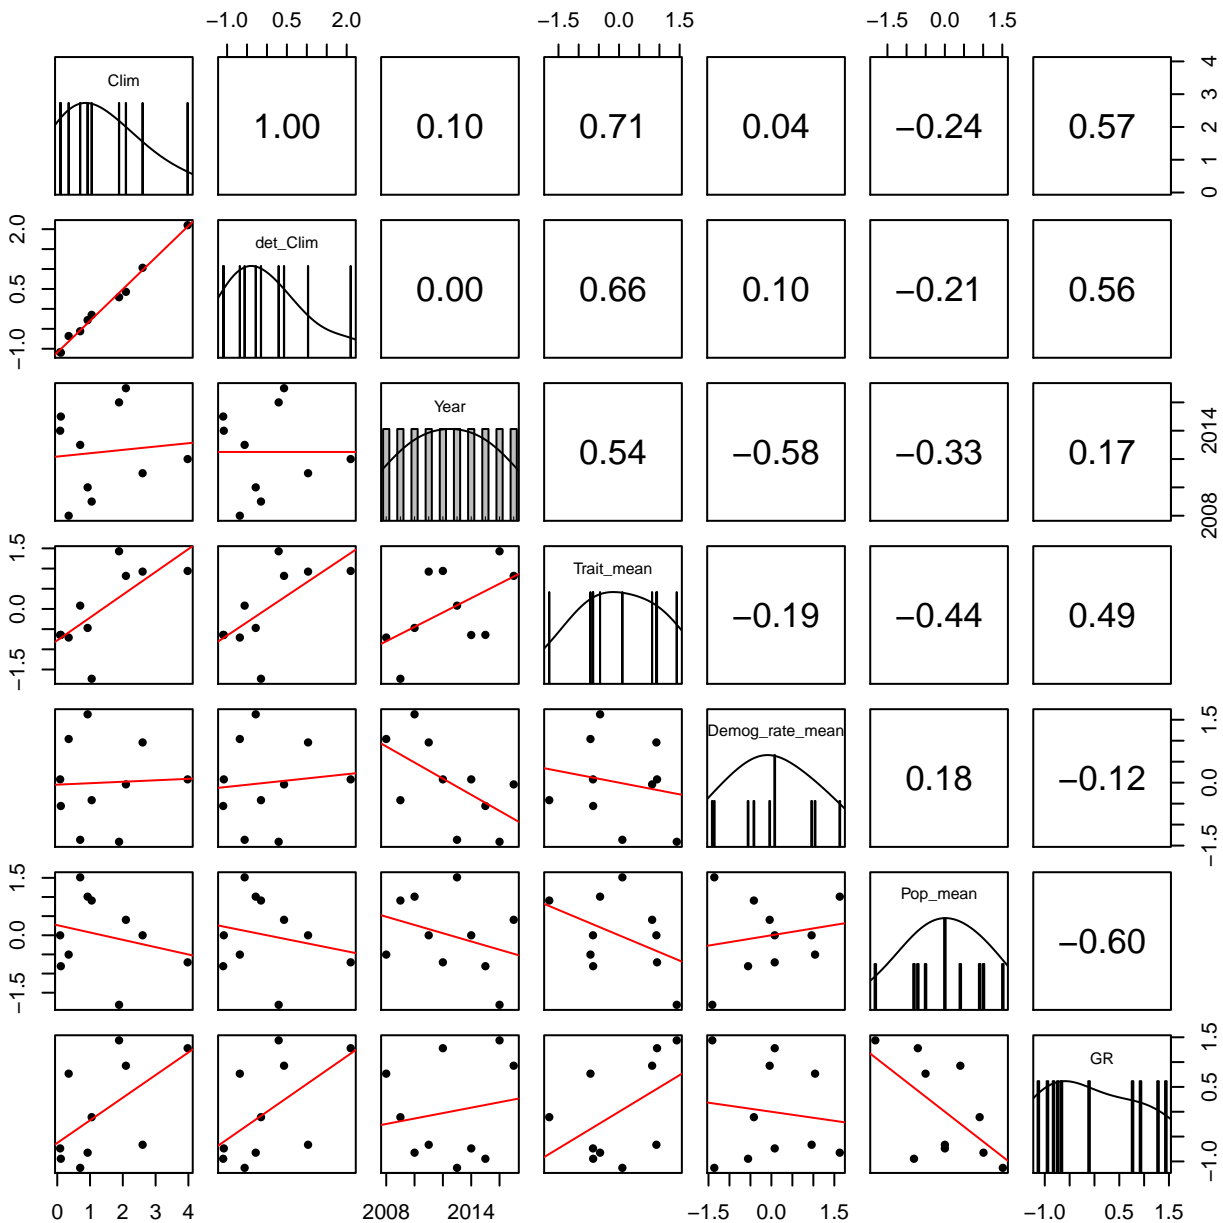 −1.0 0.5 2.0 −1.5 0.0 1.5 −1.5 0.0 1.5
Clim 1.00 0.10 0.71 0.04 −0.24 0.57 0 1 2 3 4
−1.0 0.5 2.0 det_Clim 0.00 0.66 0.10 −0.21 0.56
Year 0.54 −0.58 −0.33 0.17 2008 2014
−1.5 0.0 1.5 Trait_mean −0.19 −0.44 0.49
Demog_rate_mean 0.18 −0.12 −1.5 0.0 1.5
−1.5 0.0 1.5 Pop_mean −0.60
GR −1.0 0.5 1.5
0 1 2 3 4 2008 2014 −1.5 0.0 1.5 −1.0 0.5 1.5